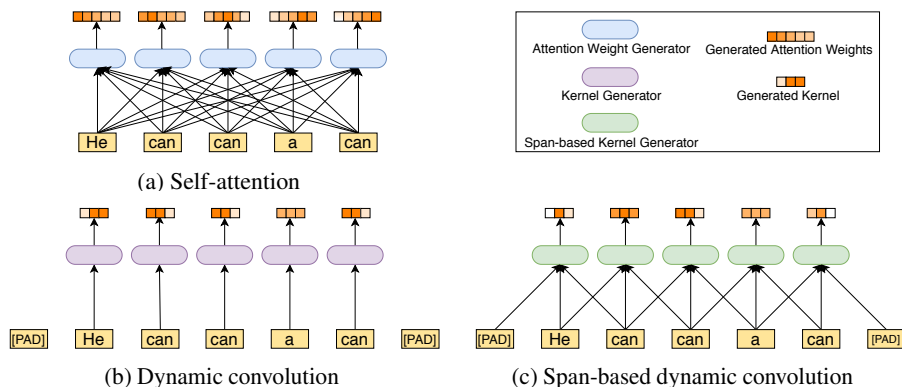 Attention Weight Generator
Generated Attention Weights
Kernel Generator
Generated Kernel
Span-based Kernel Generator
He can can a can
(a) Self-attention
[PAD] He can can a can [PAD]
(b) Dynamic convolution
[PAD] He can can a can [PAD]
(c) Span-based dynamic convolution